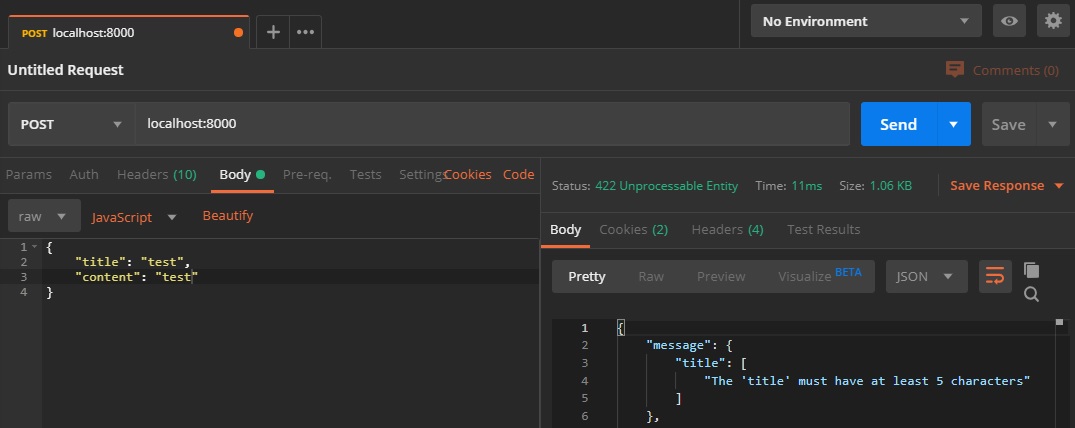 POST localhost:8000
No Environment
Untitled Request
Comments (0)
POST localhost:8000 Send Save
Params Auth Headers (10) Body Pre-req. Tests Settings Cookies Code
raw JavaScript Beautify
1 {
2 "title": "test",
3 "content": "test"
4 }
Status: 422 Unprocessable Entity Time: 11ms Size: 1.06 KB Save Response
Body Cookies (2) Headers (4) Test Results
Pretty Raw Preview Visualize BETA JSON
1 {
2 "message": {
3 "title": [
4 "The 'title' must have at least 5 characters"
5 ]
6 },